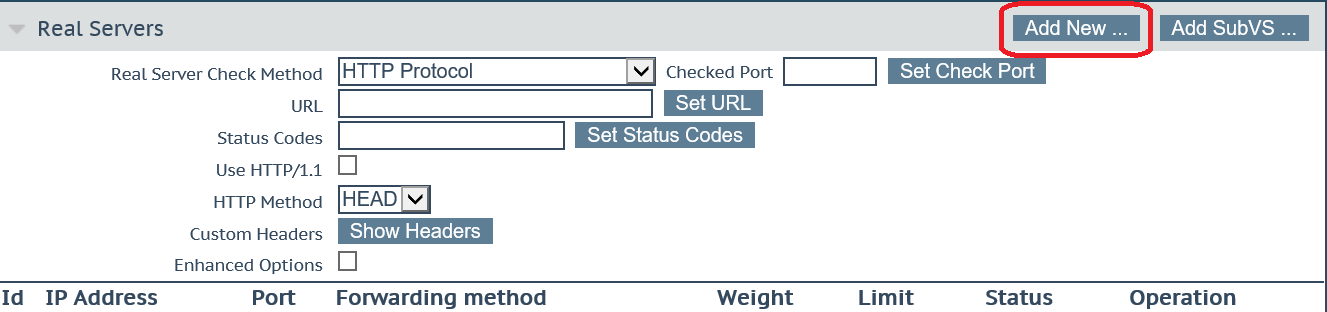 Real Servers Add New ... Add SubVS ...
Real Server Check Method HTTP Protocol Checked Port Set Check Port
URL Set URL
Status Codes Set Status Codes
Use HTTP/1.1
HTTP Method HEAD
Custom Headers Show Headers
Enhanced Options
Id IP Address Port Forwarding method Weight Limit Status Operation